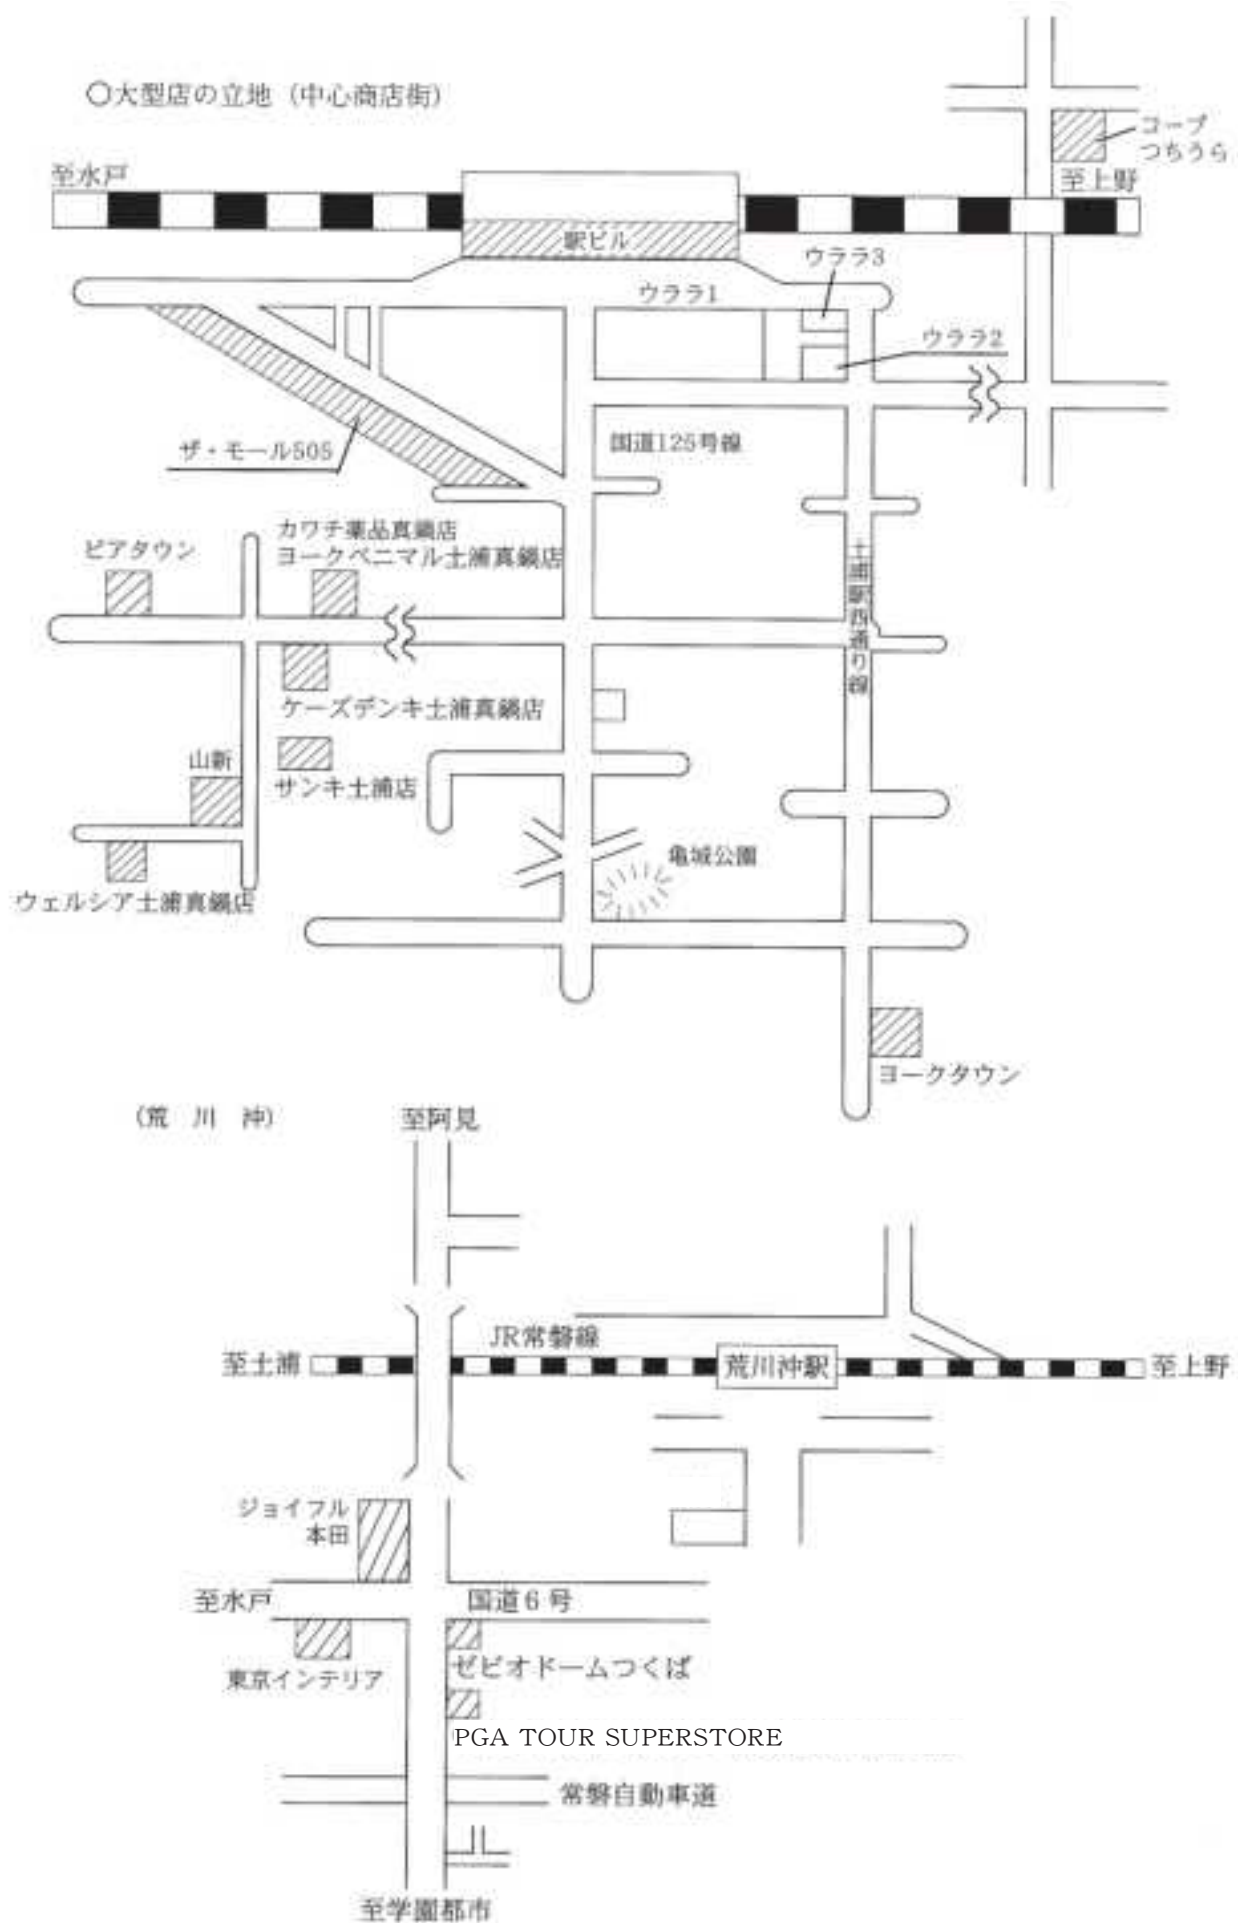 〇大型店の立地（中心商店街）
コープ
つちうら
至水戸
至上野
駅ビル
ウララ3
ウララ1
ウララ2
国道125号線
ザ・モール505
カワチ薬品真鍋店
ヨークベニマル土浦真鍋店
ピアタウン
土浦駅西通り線
ケーズデンキ土浦真鍋店
山新
サンキ土浦店
亀城公園
ウェルシア土浦真鍋店
ヨークタウン
（荒川沖）
至阿見
JR常磐線
至土浦
荒川沖駅
至上野
ジョイフル
本田
至水戸
国道6号
東京インテリア
ゼビオドームつくば
PGA TOUR SUPERSTORE
常磐自動車道
至学園都市